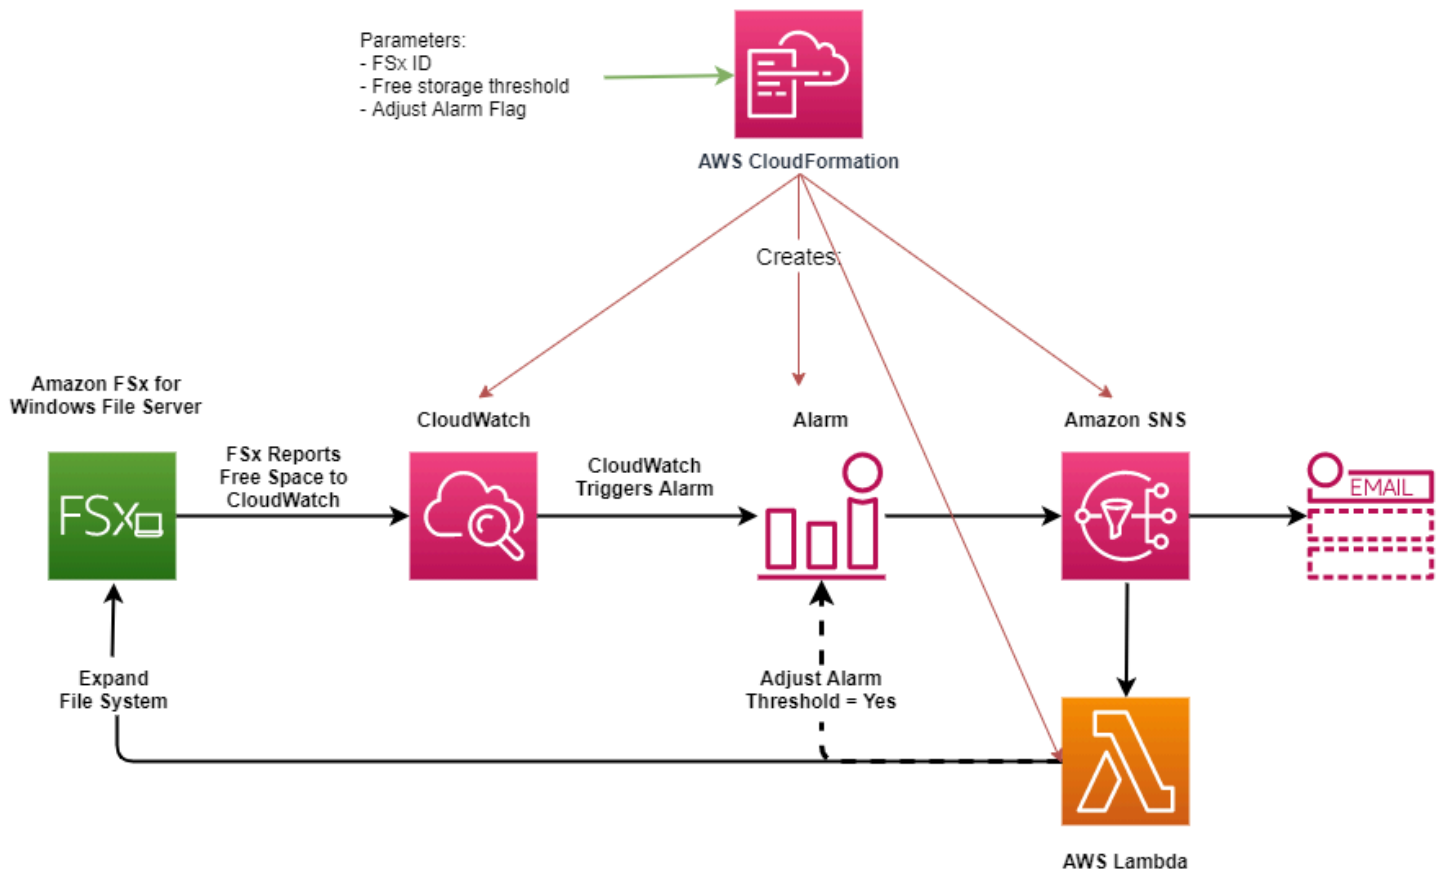 Parameters:
- FSx ID
- Free storage threshold
- Adjust Alarm Flag
AWS CloudFormation
Creates:
Amazon FSx for
Windows File Server
FSx
FSx Reports
Free Space to
CloudWatch
CloudWatch
CloudWatch
Triggers Alarm
Alarm
Amazon SNS
EMAIL
Expand
File System
Adjust Alarm
Threshold = Yes
AWS Lambda